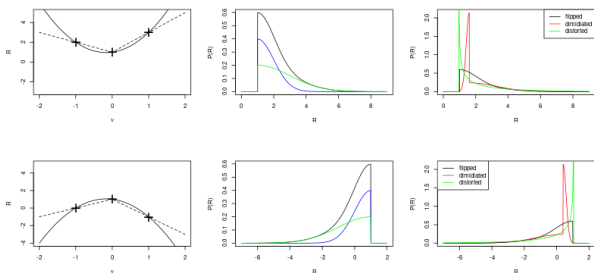 R
-2 0 2 4
-2 -1 0 1 2
v
P(R)
0.0 0.1 0.2 0.3 0.4 0.5 0.6
2 4 6 8
R
P(R)
0.0 0.5 1.0 1.5 2.0
flipped
dimidiated
distorted
2 4 6 8
R
R
-4 -2 0 2 4
-2 -1 0 1 2
v
P(R)
0.0 0.1 0.2 0.3 0.4 0.5 0.6
-6 -4 -2 0
R
P(R)
0.0 0.5 1.0 1.5 2.0
flipped
dimidiated
distorted
-6 -4 -2 0
R